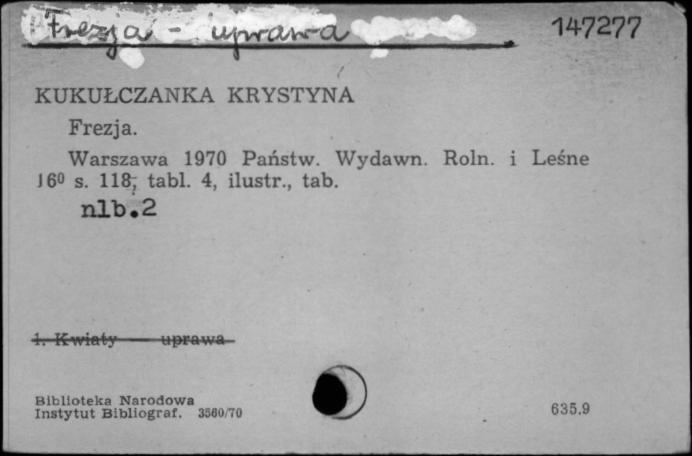 Frezja - uprawa 147277
KUKUŁCZANKA KRYSTYNA
Frezja.
Warszawa 1970 Państw. Wydawn. Roln. i Leśne
16⁰ s. 118, tabl. 4, ilustr., tab.
nlb.2
1. Kwiaty — uprawa
Biblioteka Narodowa
Instytut Bibliograf. 3560/70 635.9